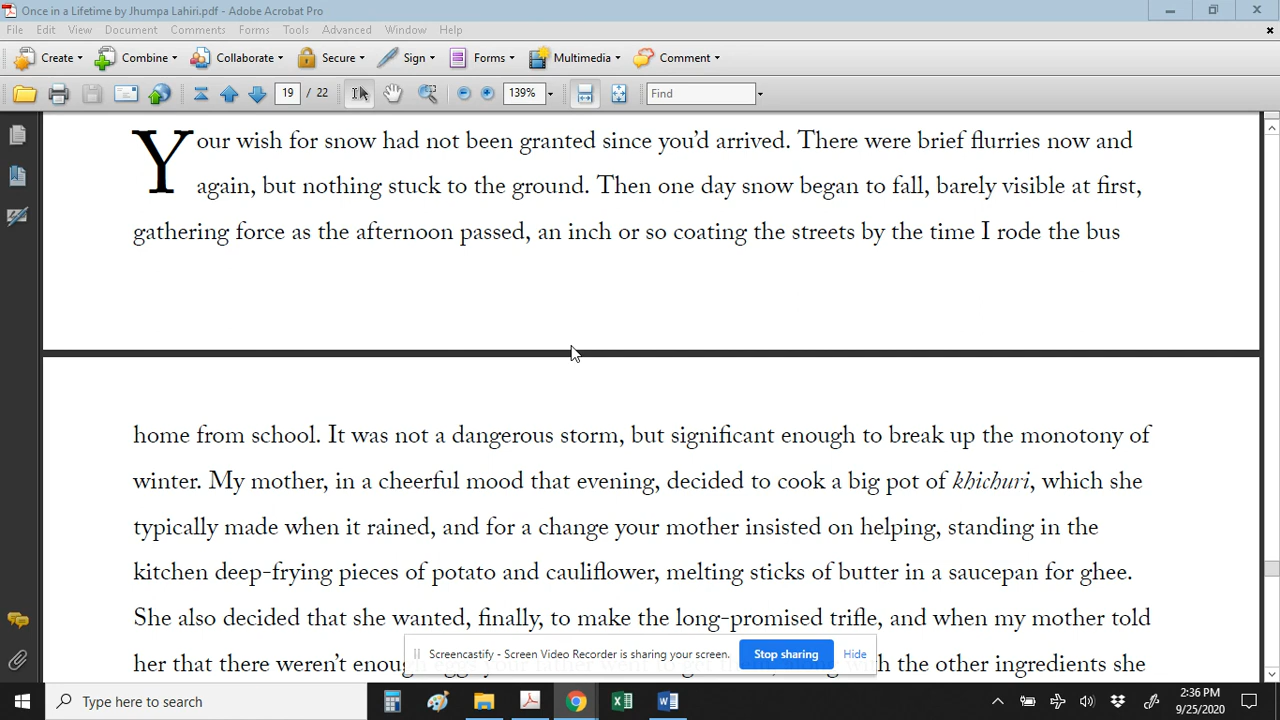 Once in a Lifetime by Jhumpa Lahiri.pdf - Adobe Acrobat Pro
File Edit View Document Comments Forms Tools Advanced Window Help
Create Combine Collaborate Secure Sign Forms Multimedia Comment
19 / 22 139% Find
Your wish for snow had not been granted since you'd arrived. There were brief flurries now and
again, but nothing stuck to the ground. Then one day snow began to fall, barely visible at first,
gathering force as the afternoon passed, an inch or so coating the streets by the time I rode the bus
home from school. It was not a dangerous storm, but significant enough to break up the monotony of
winter. My mother, in a cheerful mood that evening, decided to cook a big pot of khichuri, which she
typically made when it rained, and for a change your mother insisted on helping, standing in the
kitchen deep-frying pieces of potato and cauliflower, melting sticks of butter in a saucepan for ghee.
She also decided that she wanted, finally, to make the long-promised trifle, and when my mother told
her that there weren't enough the other ingredients she
Screencastify - Screen Video Recorder is sharing your screen. Stop sharing Hide
Type here to search
2:36 PM
9/25/2020